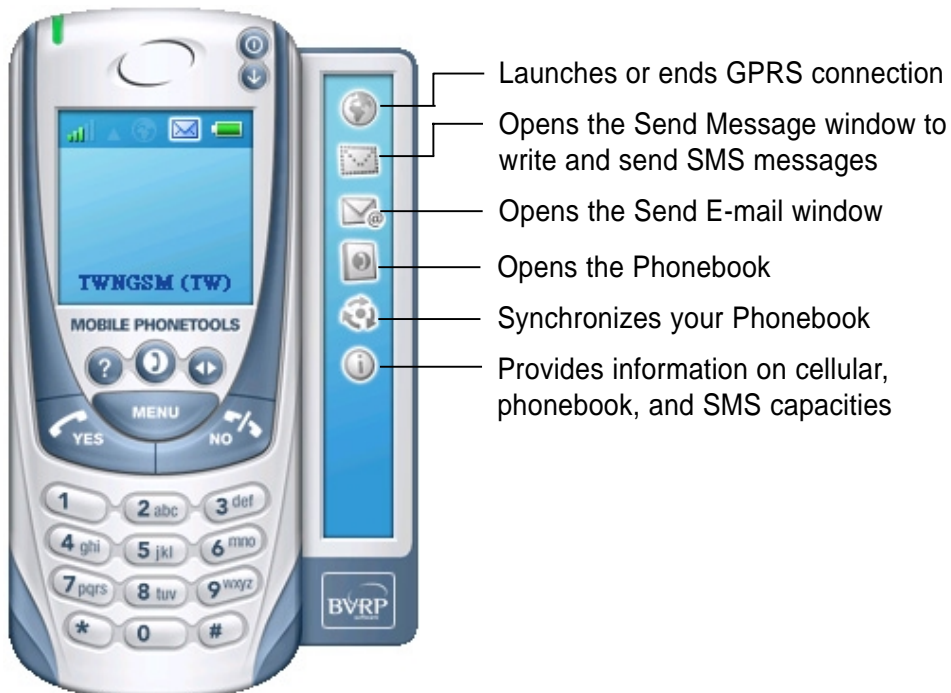 TWNGSM (TW)
MOBILE PHONETOOLS
?
MENU
YES
NO
1
2 abc
3 def
4 ghi
5 jkl
6 mno
7 pqrs
8 tuv
9 wxyz
*
0
#
@
i
BVRP
software
Launches or ends GPRS connection
Opens the Send Message window to
write and send SMS messages
Opens the Send E-mail window
Opens the Phonebook
Synchronizes your Phonebook
Provides information on cellular,
phonebook, and SMS capacities